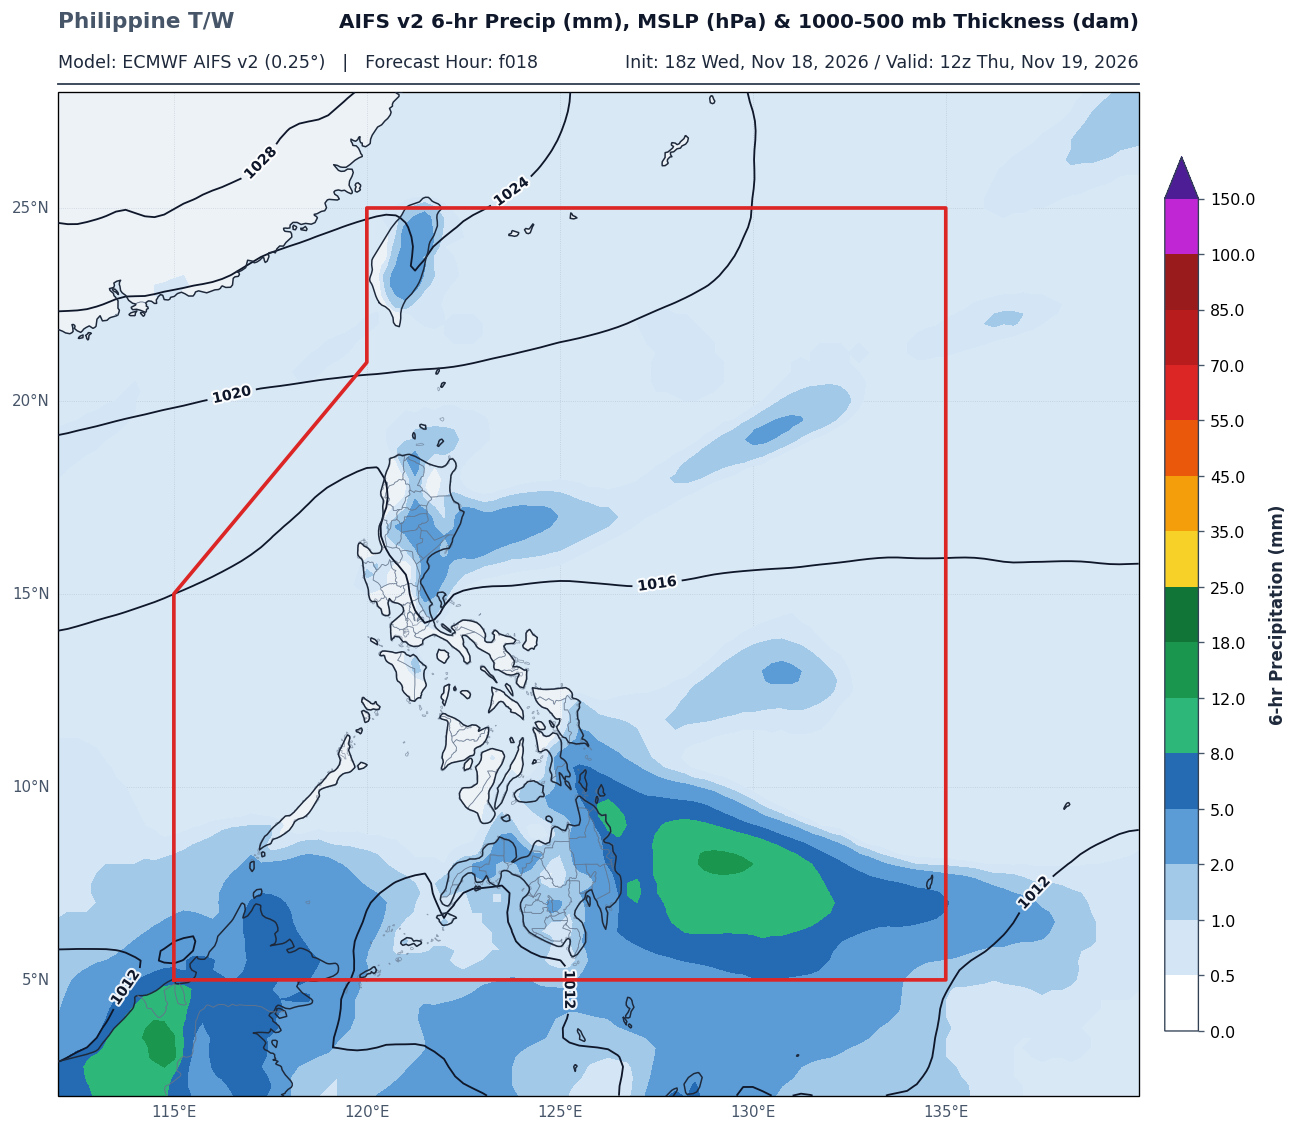 Philippine T/W
AIFS v2 6-hr Precip (mm), MSLP (hPa) & 1000-500 mb Thickness (dam)
Model: ECMWF AIFS v2 (0.25°)   |   Forecast Hour: f018
Init: 18z Wed, Nov 18, 2026 / Valid: 12z Thu, Nov 19, 2026
1028
1024
25°N
1020
20°N
1016
15°N
10°N
1012
5°N
1012
1012
115°E
120°E
125°E
130°E
135°E
150.0
100.0
85.0
70.0
55.0
45.0
35.0
25.0
18.0
12.0
8.0
5.0
2.0
1.0
0.5
0.0
6-hr Precipitation (mm)